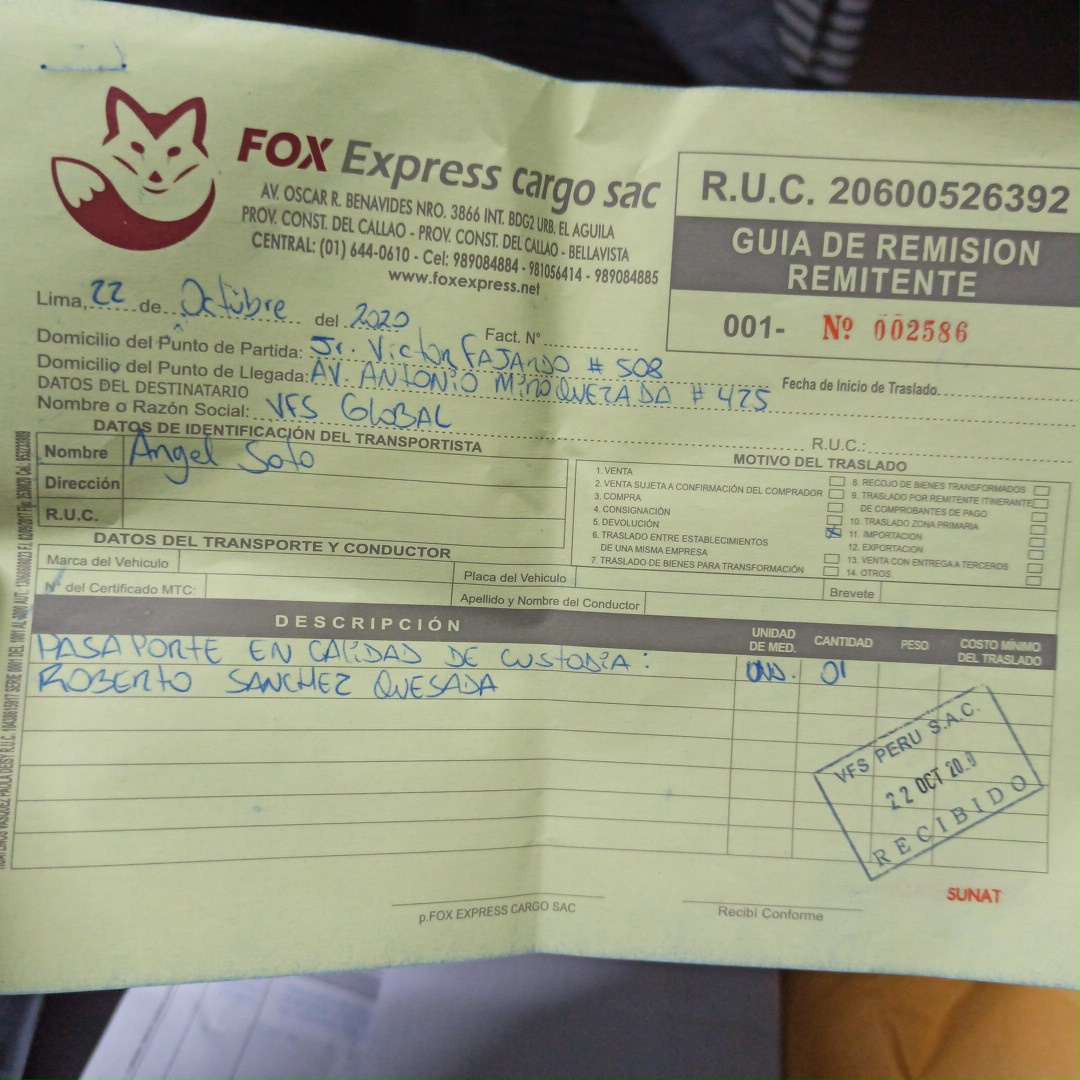 FOX Express cargo sac
AV. OSCAR R. BENAVIDES NRO. 3866 INT. BDG2 URB. EL AGUILA
PROV. CONST. DEL CALLAO - PROV. CONST. DEL CALLAO - BELLAVISTA
CENTRAL: (01) 644-0610 - Cel: 989084884 - 981056414 - 989084885
www.foxexpress.net
R.U.C. 20600526392
GUIA DE REMISION
REMITENTE
001- Nº 002586
Lima, 22 de Octubre del 2020 Fact. N°
Domicilio del Punto de Partida: Jr. Victor FAJARDO # 508
Domicilio del Punto de Llegada: AV. ANTONIO MiroQUEZADA # 425 Fecha de Inicio de Traslado
DATOS DEL DESTINATARIO
Nombre o Razón Social: VFS GLOBAL R.U.C.:
DATOS DE IDENTIFICACIÓN DEL TRANSPORTISTA
Nombre Angel Soto
Dirección
R.U.C.
MOTIVO DEL TRASLADO
1. VENTA
2. VENTA SUJETA A CONFIRMACIÓN DEL COMPRADOR
3. COMPRA
4. CONSIGNACIÓN
5. DEVOLUCIÓN
6. TRASLADO ENTRE ESTABLECIMIENTOS
DE UNA MISMA EMPRESA
7. TRASLADO DE BIENES PARA TRANSFORMACIÓN
8. RECOJO DE BIENES TRANSFORMADOS
9. TRASLADO POR REMITENTE ITINERANTE
DE COMPROBANTES DE PAGO
10. TRASLADO ZONA PRIMARIA
11. IMPORTACION
12. EXPORTACION
13. VENTA CON ENTREGA A TERCEROS
14. OTROS
DATOS DEL TRANSPORTE Y CONDUCTOR
Marca del Vehículo Placa del Vehículo
N° del Certificado MTC: Apellido y Nombre del Conductor Brevete
DESCRIPCIÓN UNIDAD DE MED. CANTIDAD PESO COSTO MÍNIMO DEL TRASLADO
PASAPORTE EN CALIDAD DE CUSTODIA: UND. 01
ROBERTO SANCHEZ QUESADA
VFS PERU S.A.C.
22 OCT
RECIBIDO
SUNAT
p.FOX EXPRESS CARGO SAC
Recibí Conforme